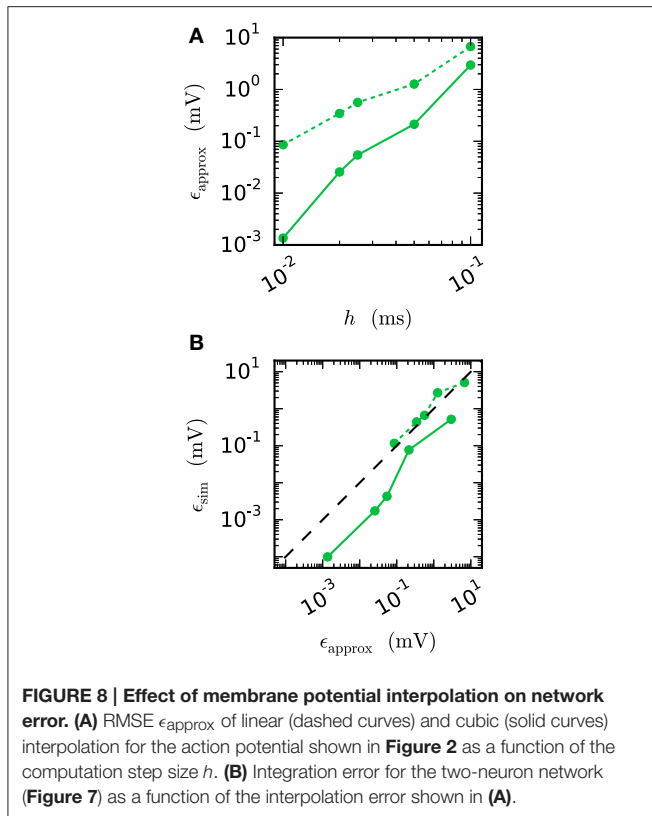 A
10^1
10^0
10^-1
10^-2
10^-3
ϵ_approx (mV)
10^-2
10^-1
h (ms)
B
10^1
10^-1
10^-3
ϵ_sim (mV)
10^-3
10^-1
10^1
ϵ_approx (mV)
FIGURE 8 | Effect of membrane potential interpolation on network
error. (A) RMSE ϵ_approx of linear (dashed curves) and cubic (solid curves)
interpolation for the action potential shown in Figure 2 as a function of the
computation step size h. (B) Integration error for the two-neuron network
(Figure 7) as a function of the interpolation error shown in (A).